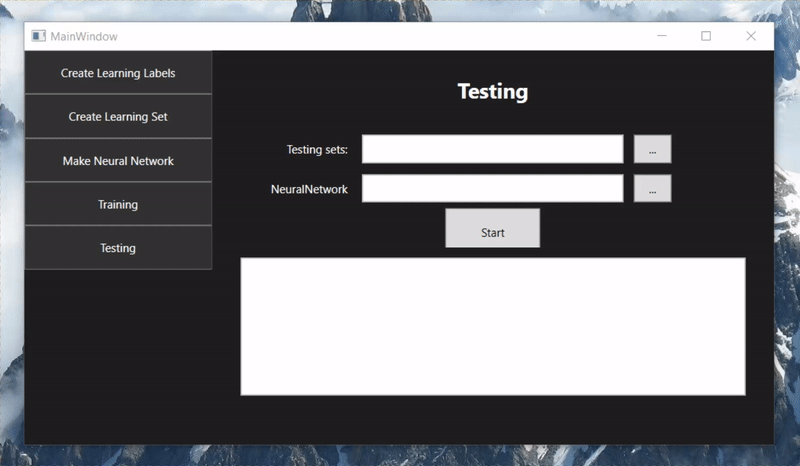 MainWindow
Create Learning Labels
Create Learning Set
Make Neural Network
Training
Testing
Testing
Testing sets:
...
NeuralNetwork
...
Start